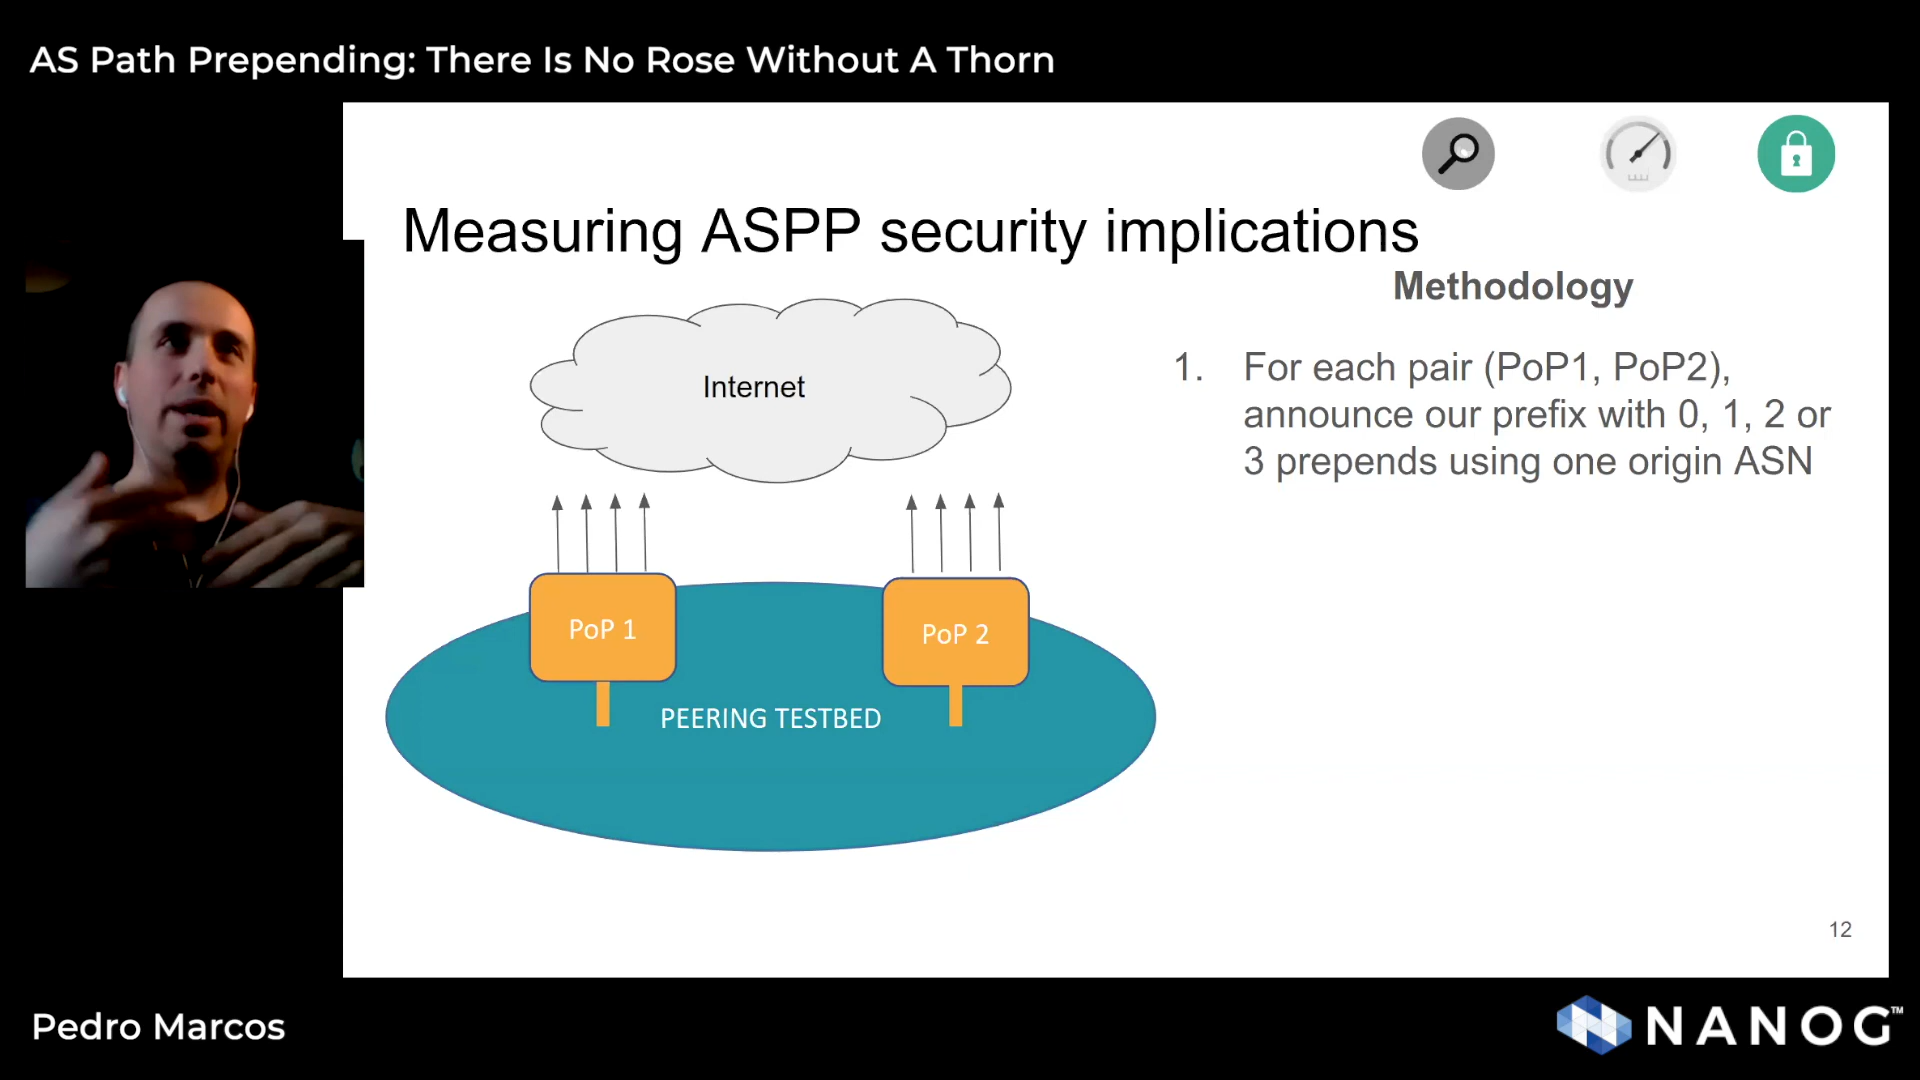 AS Path Prepending: There Is No Rose Without A Thorn
Measuring ASPP security implications
Methodology
1. For each pair (PoP1, PoP2),
announce our prefix with 0, 1, 2 or
3 prepends using one origin ASN
Internet
PoP 1
PoP 2
PEERING TESTBED
12
Pedro Marcos
NANOG™